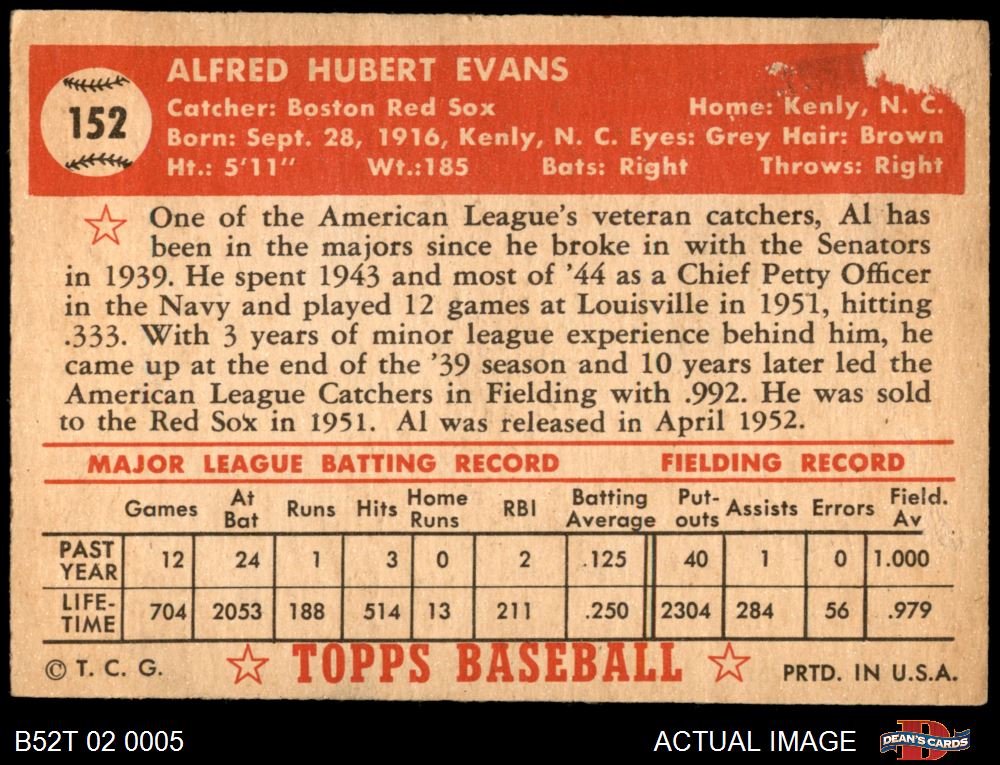 152
ALFRED HUBERT EVANS
Catcher: Boston Red Sox Home: Kenly, N. C.
Born: Sept. 28, 1916, Kenly, N. C. Eyes: Grey Hair: Brown
Ht.: 5'11" Wt.:185 Bats: Right Throws: Right
One of the American League's veteran catchers, Al has
been in the majors since he broke in with the Senators
in 1939. He spent 1943 and most of '44 as a Chief Petty Officer
in the Navy and played 12 games at Louisville in 1951, hitting
.333. With 3 years of minor league experience behind him, he
came up at the end of the '39 season and 10 years later led the
American League Catchers in Fielding with .992. He was sold
to the Red Sox in 1951. Al was released in April 1952.
MAJOR LEAGUE BATTING RECORD FIELDING RECORD
Games At Bat Runs Hits Home Runs RBI Batting Average Put-outs Assists Errors Field. Av
PAST YEAR 12 24 1 3 0 2 .125 40 1 0 1.000
LIFE-TIME 704 2053 188 514 13 211 .250 2304 284 56 .979
© T. C. G. TOPPS BASEBALL PRTD. IN U.S.A.
B52T 02 0005 ACTUAL IMAGE DEAN'S CARDS